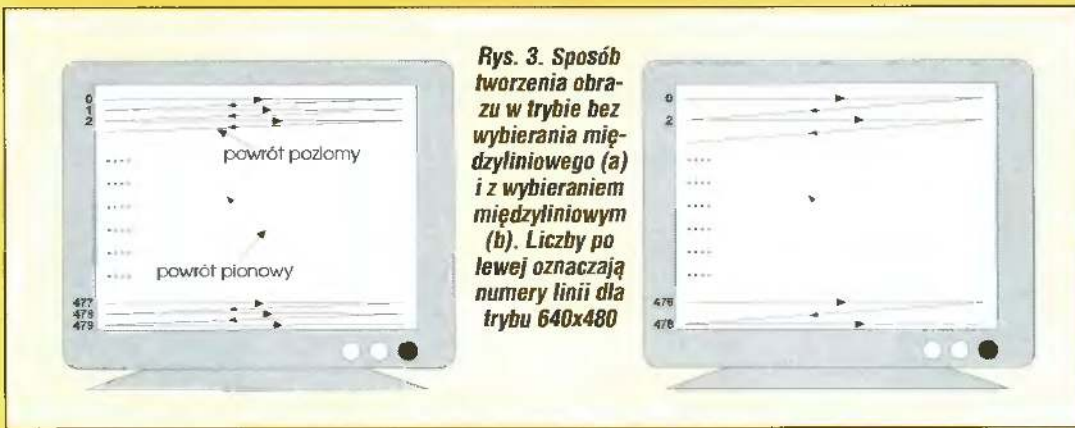 Rys. 3. Sposób
tworzenia obra-
zu w trybie bez
wybierania mię-
dzyliniowego (a)
i z wybieraniem
międzyliniowym
(b). Liczby po
lewej oznaczają
numery linii dla
trybu 640x480
0
1
2
powrót poziomy
powrót pionowy
477
478
479
0
2
476
478